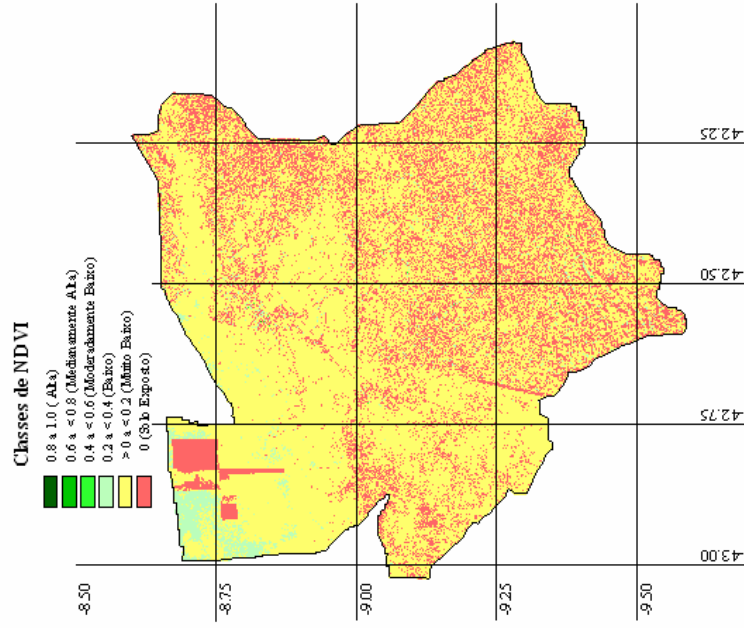 Classes de NDVI
0.8 a 1.0 ( Alta)
0.6 a < 0.8 (Medianamente Alta)
0.4 a < 0.6 (Moderadamente Baixo)
0.2 a < 0.4 (Baixo)
> 0 a < 0.2 (Muito Baixo)
0 (Solo Exposto)
-8.50
-8.75
-9.00
-9.25
-9.50
-43.00
-42.75
-42.50
-42.25